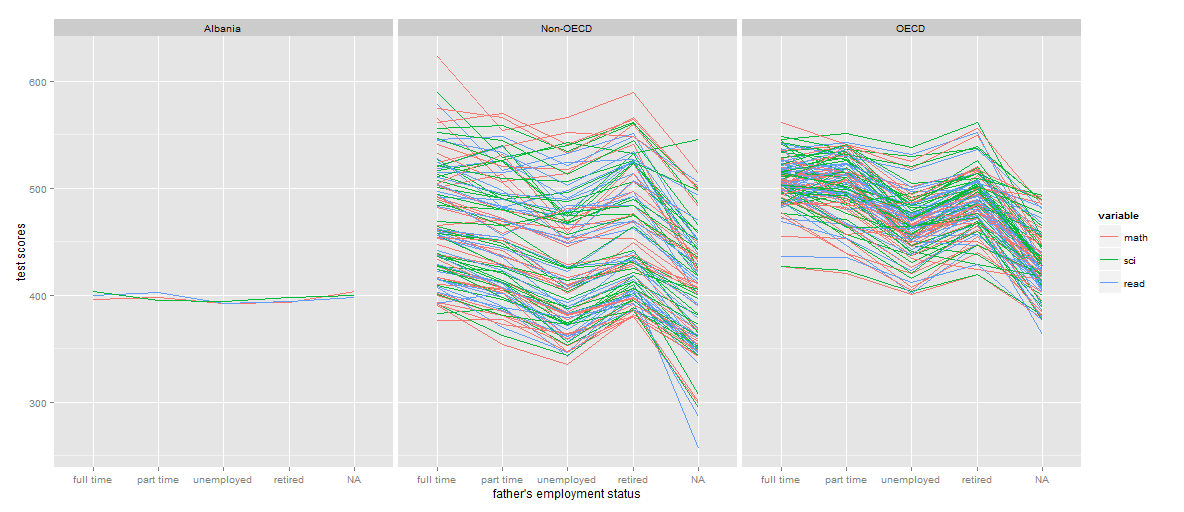 Albania Non-OECD OECD
test scores
600
500
400
300
full time part time unemployed retired NA full time part time unemployed retired NA full time part time unemployed retired NA
father's employment status
variable
math
sci
read